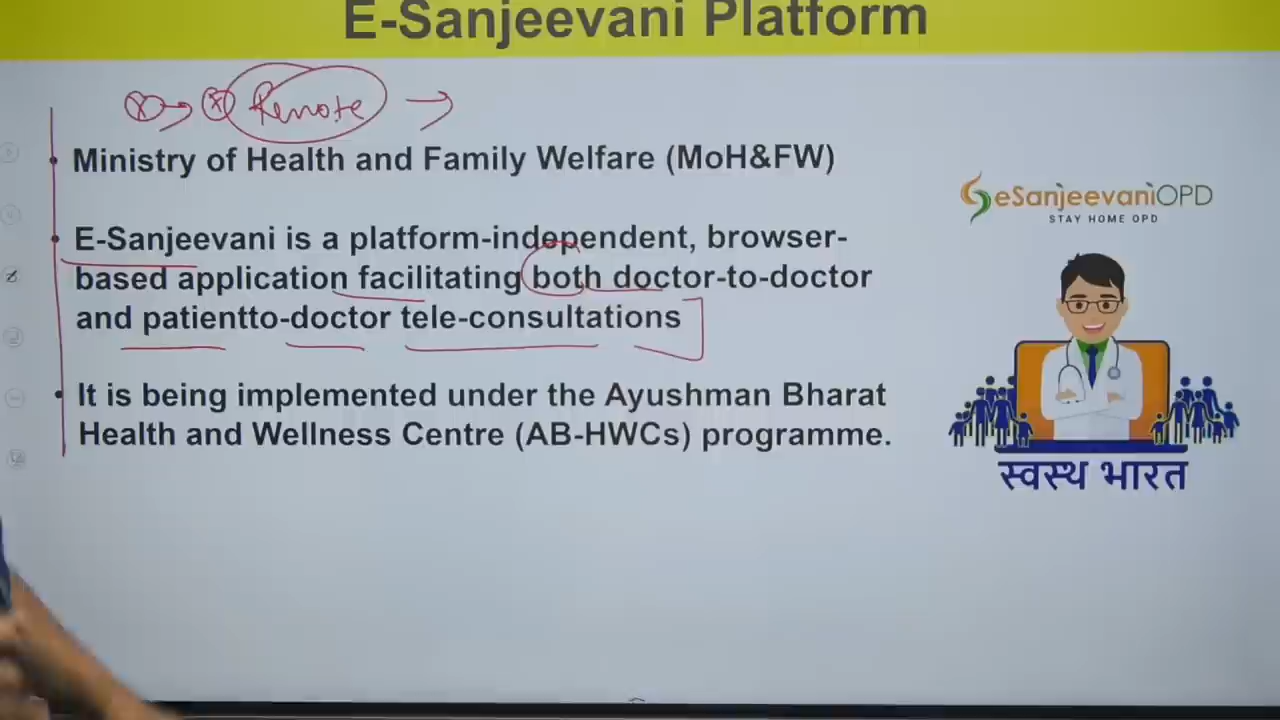 E-Sanjeevani Platform
Remote
• Ministry of Health and Family Welfare (MoH&FW)
• E-Sanjeevani is a platform-independent, browser-
based application facilitating both doctor-to-doctor
and patientto-doctor tele-consultations
• It is being implemented under the Ayushman Bharat
Health and Wellness Centre (AB-HWCs) programme.
eSanjeevaniOPD
STAY HOME OPD
स्वस्थ भारत